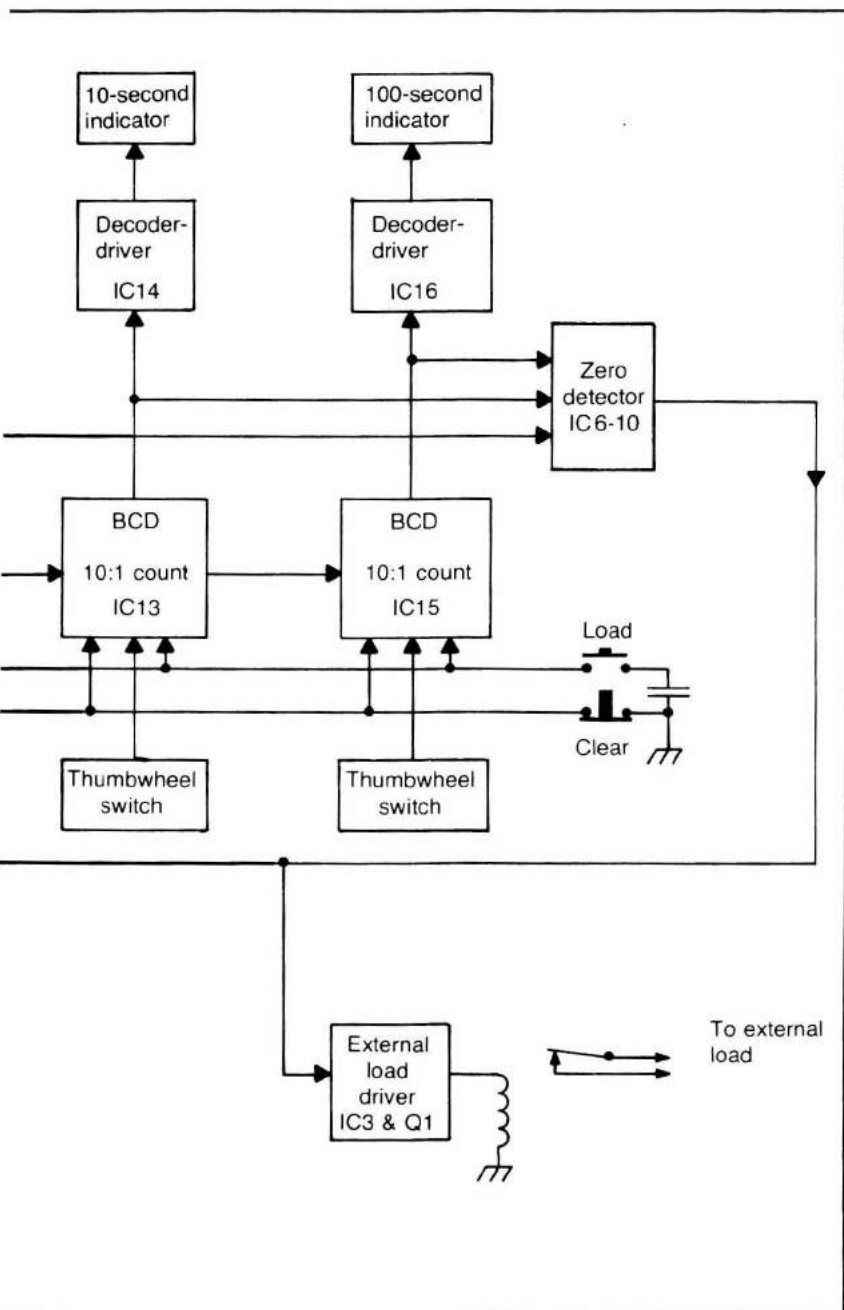 10-second
indicator
100-second
indicator
Decoder-
driver
IC14
Decoder-
driver
IC16
Zero
detector
IC6-10
BCD
10:1 count
IC13
BCD
10:1 count
IC15
Load
Clear
Thumbwheel
switch
Thumbwheel
switch
External
load
driver
IC3 & Q1
To external
load